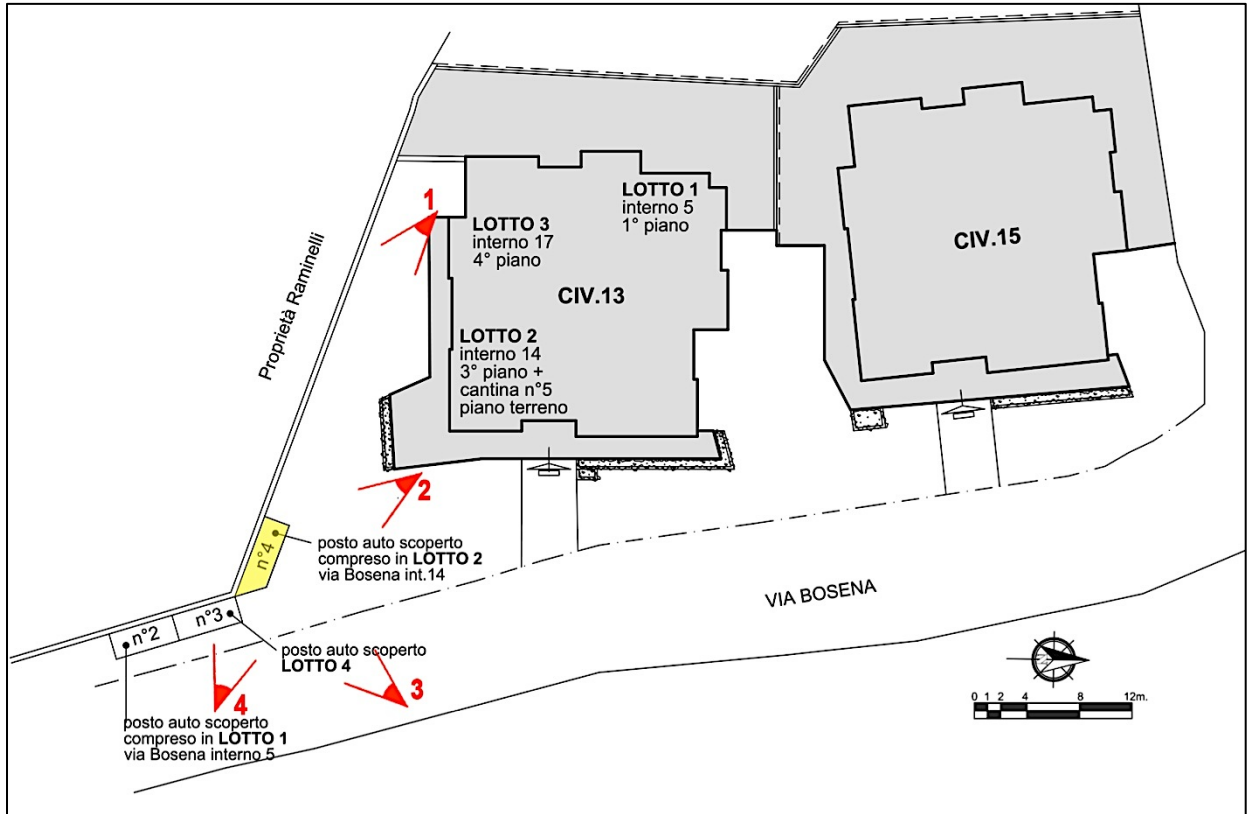 1
LOTTO 1
interno 5
1° piano
LOTTO 3
interno 17
4° piano
CIV.15
CIV.13
Proprietà Raminelli
LOTTO 2
interno 14
3° piano +
cantina n°5
piano terreno
2
n°4
posto auto scoperto
compreso in LOTTO 2
via Bosena int.14
VIA BOSENA
n°2
n°3
posto auto scoperto
LOTTO 4
3
4
posto auto scoperto
compreso in LOTTO 1
via Bosena interno 5
0 1 2 4 8 12m.